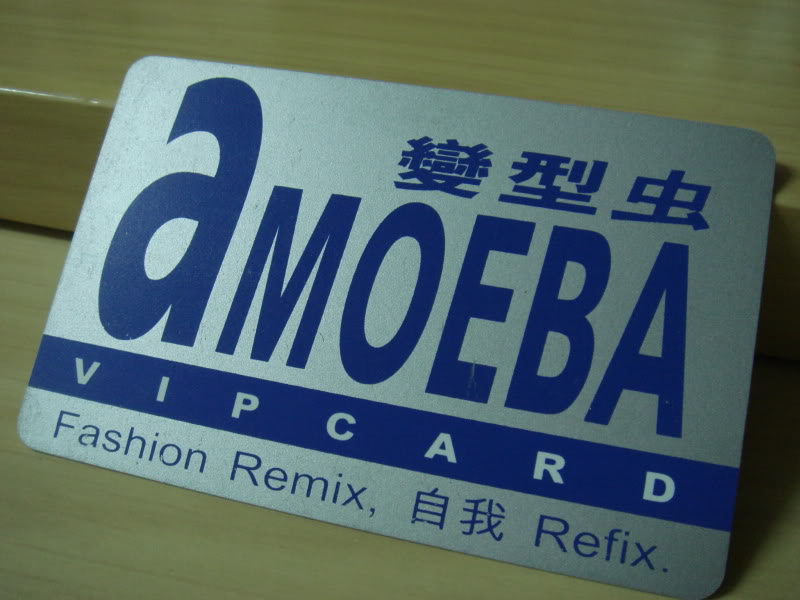 變型虫
aMOEBA
VIPCARD
Fashion Remix, 自我 Refix.